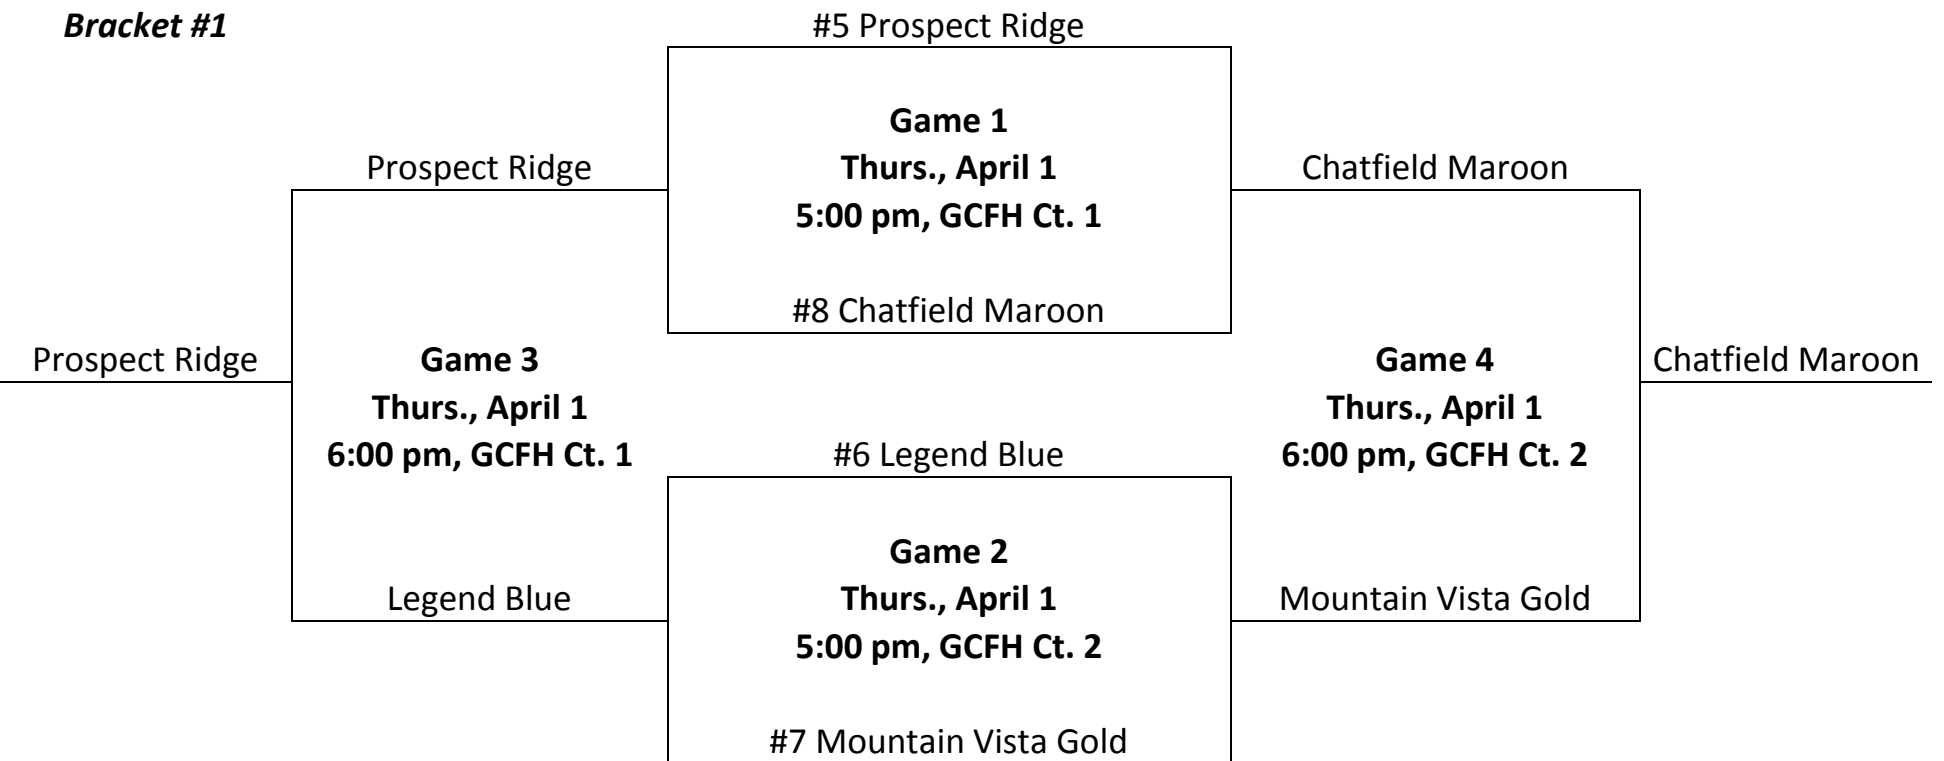 Bracket #1
#5 Prospect Ridge
Game 1
Thurs., April 1
5:00 pm, GCFH Ct. 1
Prospect Ridge
Chatfield Maroon
#8 Chatfield Maroon
Prospect Ridge
Game 3
Thurs., April 1
6:00 pm, GCFH Ct. 1
Game 4
Thurs., April 1
6:00 pm, GCFH Ct. 2
Chatfield Maroon
#6 Legend Blue
Game 2
Thurs., April 1
5:00 pm, GCFH Ct. 2
Legend Blue
Mountain Vista Gold
#7 Mountain Vista Gold